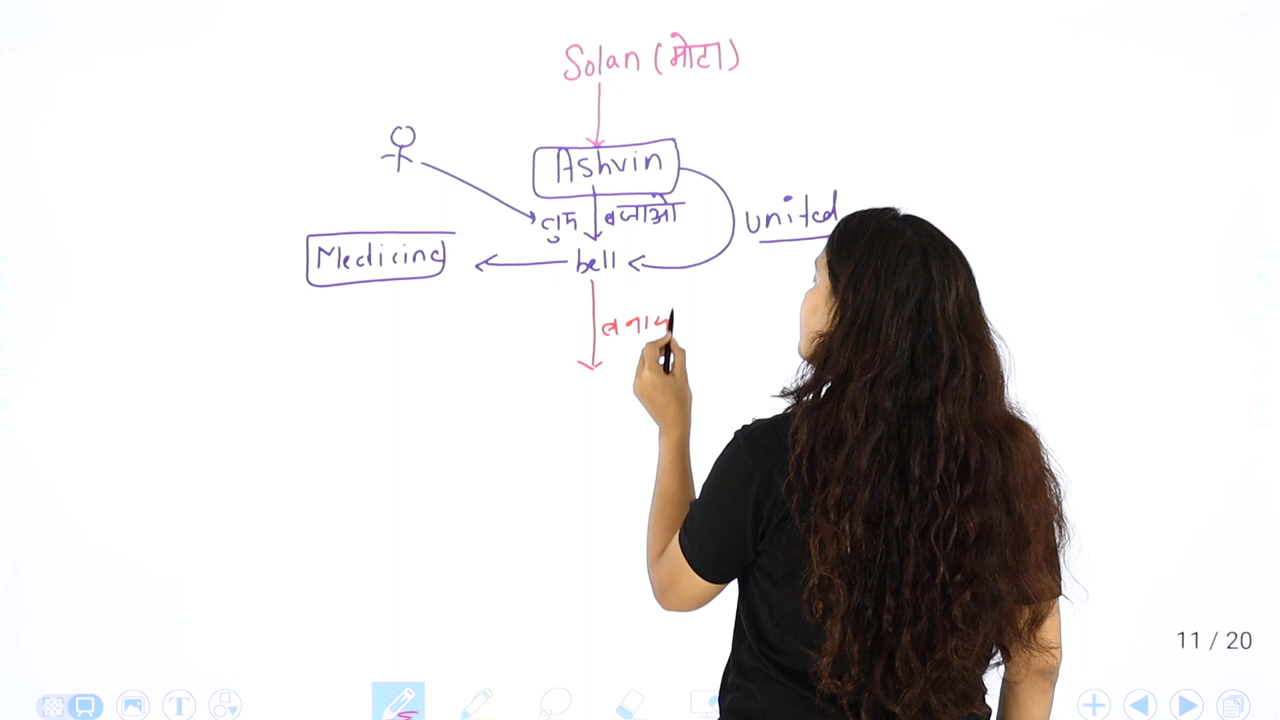 Solan (मोटा)
Ashvin
तुम बजाओ
united
Medicine
bell
11 / 20